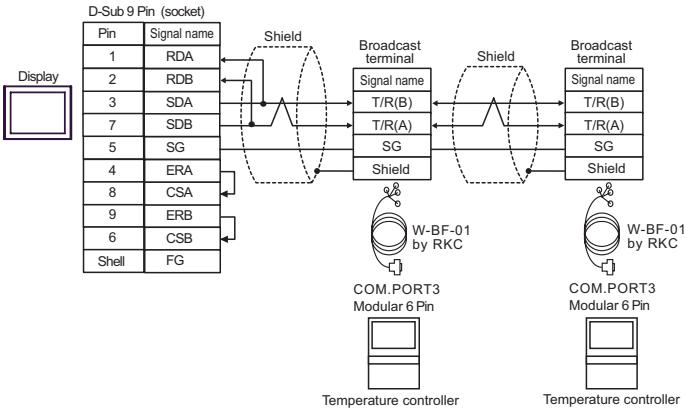 D-Sub 9 Pin (socket)
Pin Signal name
1 RDA
2 RDB
3 SDA
7 SDB
5 SG
4 ERA
8 CSA
9 ERB
6 CSB
Shell FG
Display
Shield
Broadcast
terminal
Signal name
T/R(B)
T/R(A)
SG
Shield
Shield
Broadcast
terminal
Signal name
T/R(B)
T/R(A)
SG
Shield
W-BF-01
by RKC
COM.PORT3
Modular 6 Pin
Temperature controller
W-BF-01
by RKC
COM.PORT3
Modular 6 Pin
Temperature controller